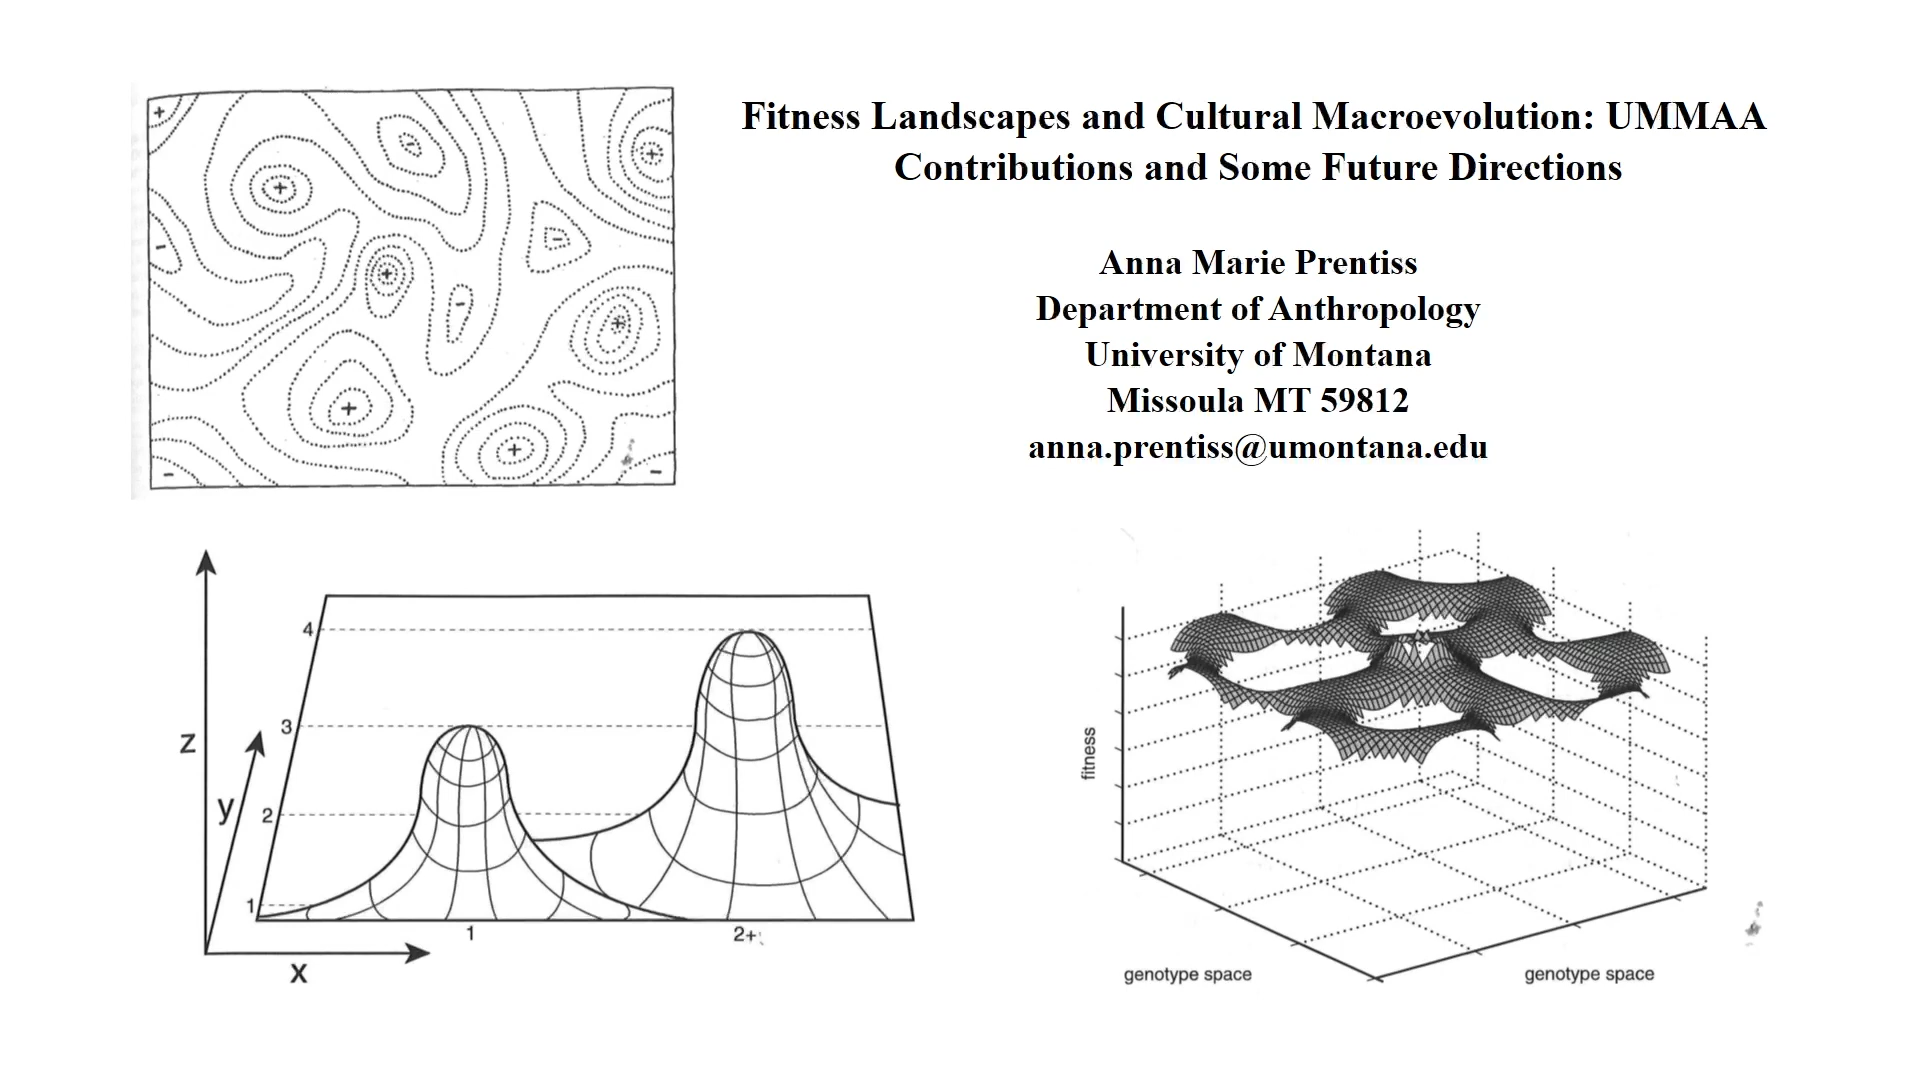 Fitness Landscapes and Cultural Macroevolution: UMMAA
Contributions and Some Future Directions
Anna Marie Prentiss
Department of Anthropology
University of Montana
Missoula MT 59812
anna.prentiss@umontana.edu
+
-
+
+
-
-
+
-
+
+
+
-
-
z
y
x
4
3
2
1
1
2+
fitness
genotype space
genotype space